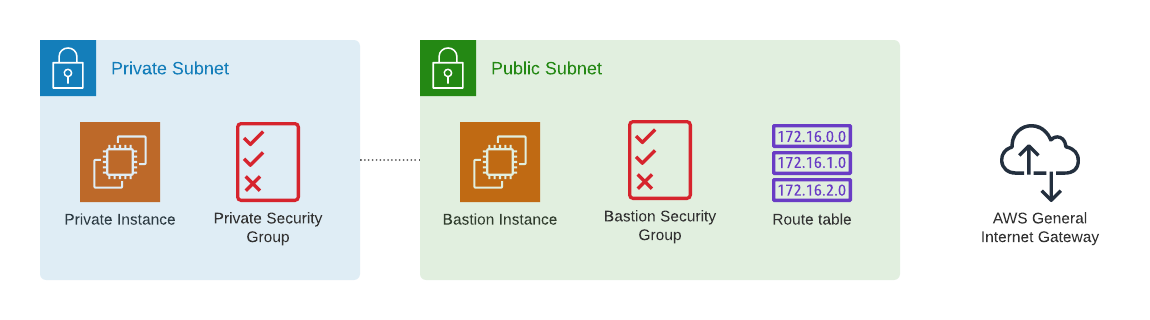 Private Subnet
Public Subnet
172.16.0.0
172.16.1.0
172.16.2.0
Private Instance
Private Security
Group
Bastion Instance
Bastion Security
Group
Route table
AWS General
Internet Gateway